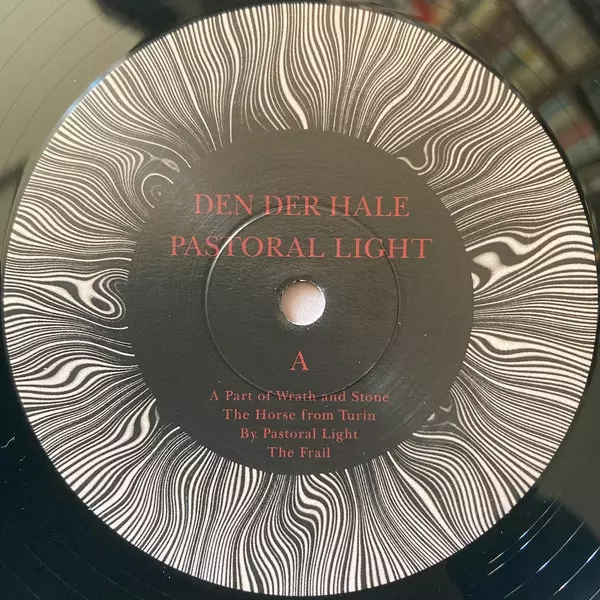 DEN DER HALE
PASTORAL LIGHT
A
A Part of Wrath and Stone
The Horse from Turin
By Pastoral Light
The Frail